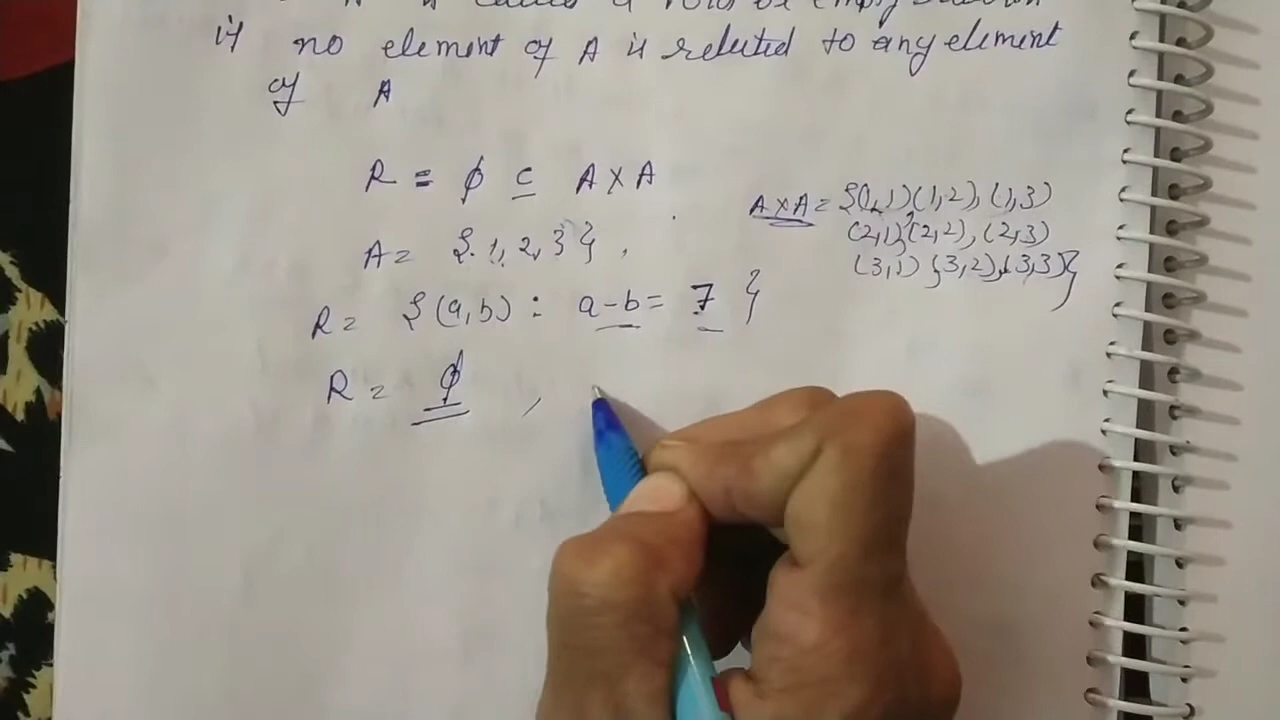 if no element of A is related to any element
of A
R = φ ⊆ A×A
A×A = {(1,1)(1,2),(1,3)
(2,1),(2,2),(2,3)
(3,1),(3,2),(3,3)}
A = {1,2,3},
R = {(a,b) : a-b = 7}
R = φ ,